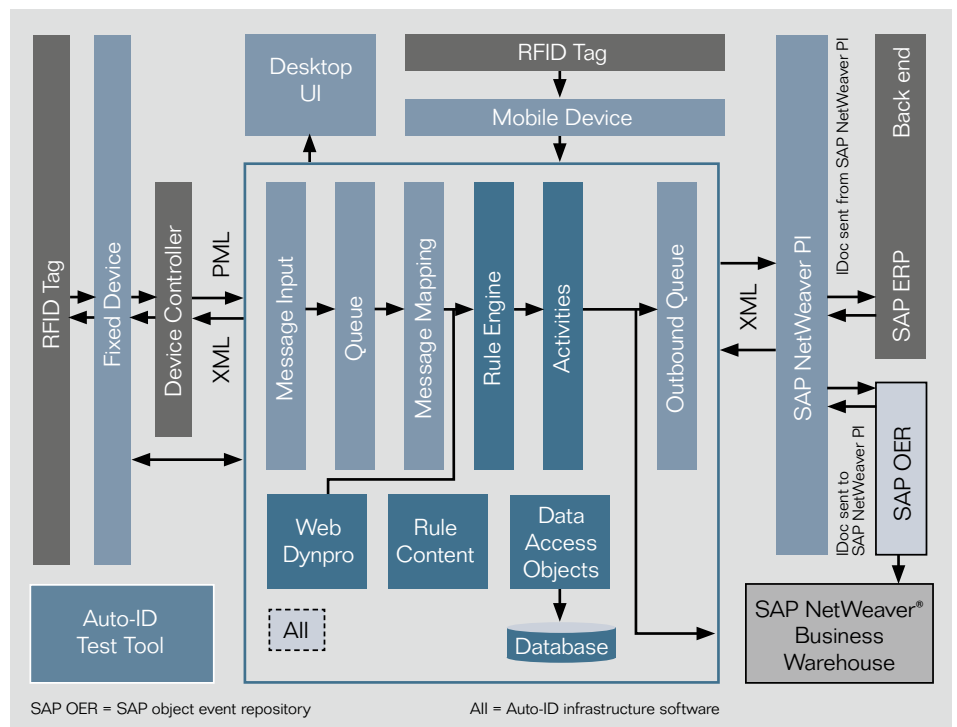 RFID Tag
Fixed Device
Device Controller
PML
XML
Desktop
UI
RFID Tag
Mobile Device
Message Input
Queue
Message Mapping
Rule Engine
Activities
Outbound Queue
XML
SAP NetWeaver PI
IDoc sent from SAP NetWeaver PI
Back end
SAP ERP
IDoc sent to
SAP NetWeaver PI
SAP OER
Web
Dynpro
Rule
Content
Data
Access
Objects
AII
Database
Auto-ID
Test Tool
SAP NetWeaver®
Business
Warehouse
SAP OER = SAP object event repository
AII = Auto-ID infrastructure software